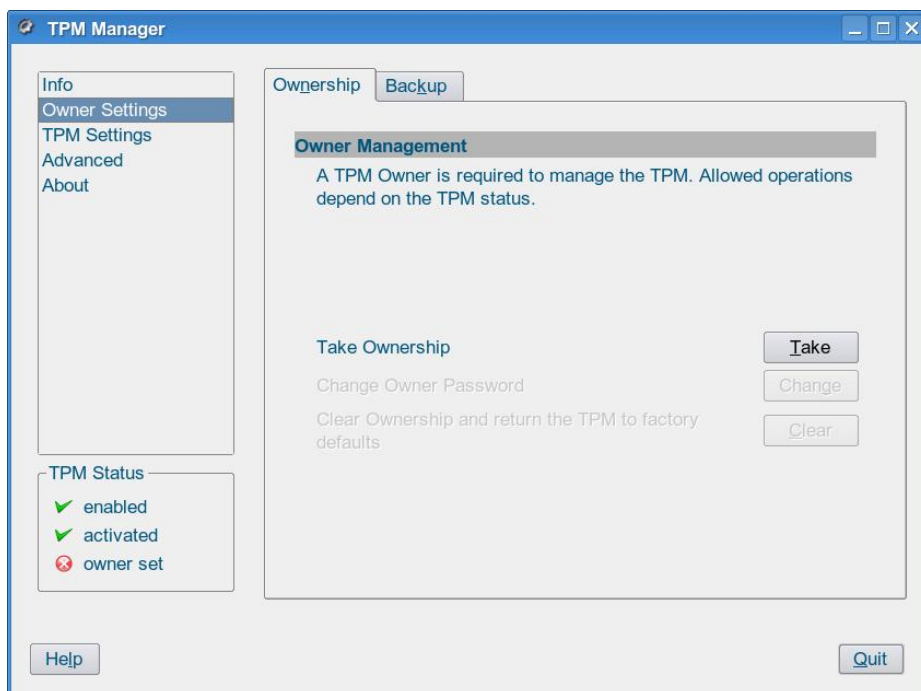 TPM Manager
Info
Owner Settings
TPM Settings
Advanced
About
TPM Status
enabled
activated
owner set
Ownership
Backup
Owner Management
A TPM Owner is required to manage the TPM. Allowed operations
depend on the TPM status.
Take Ownership
Take
Change Owner Password
Change
Clear Ownership and return the TPM to factory
defaults
Clear
Help
Quit